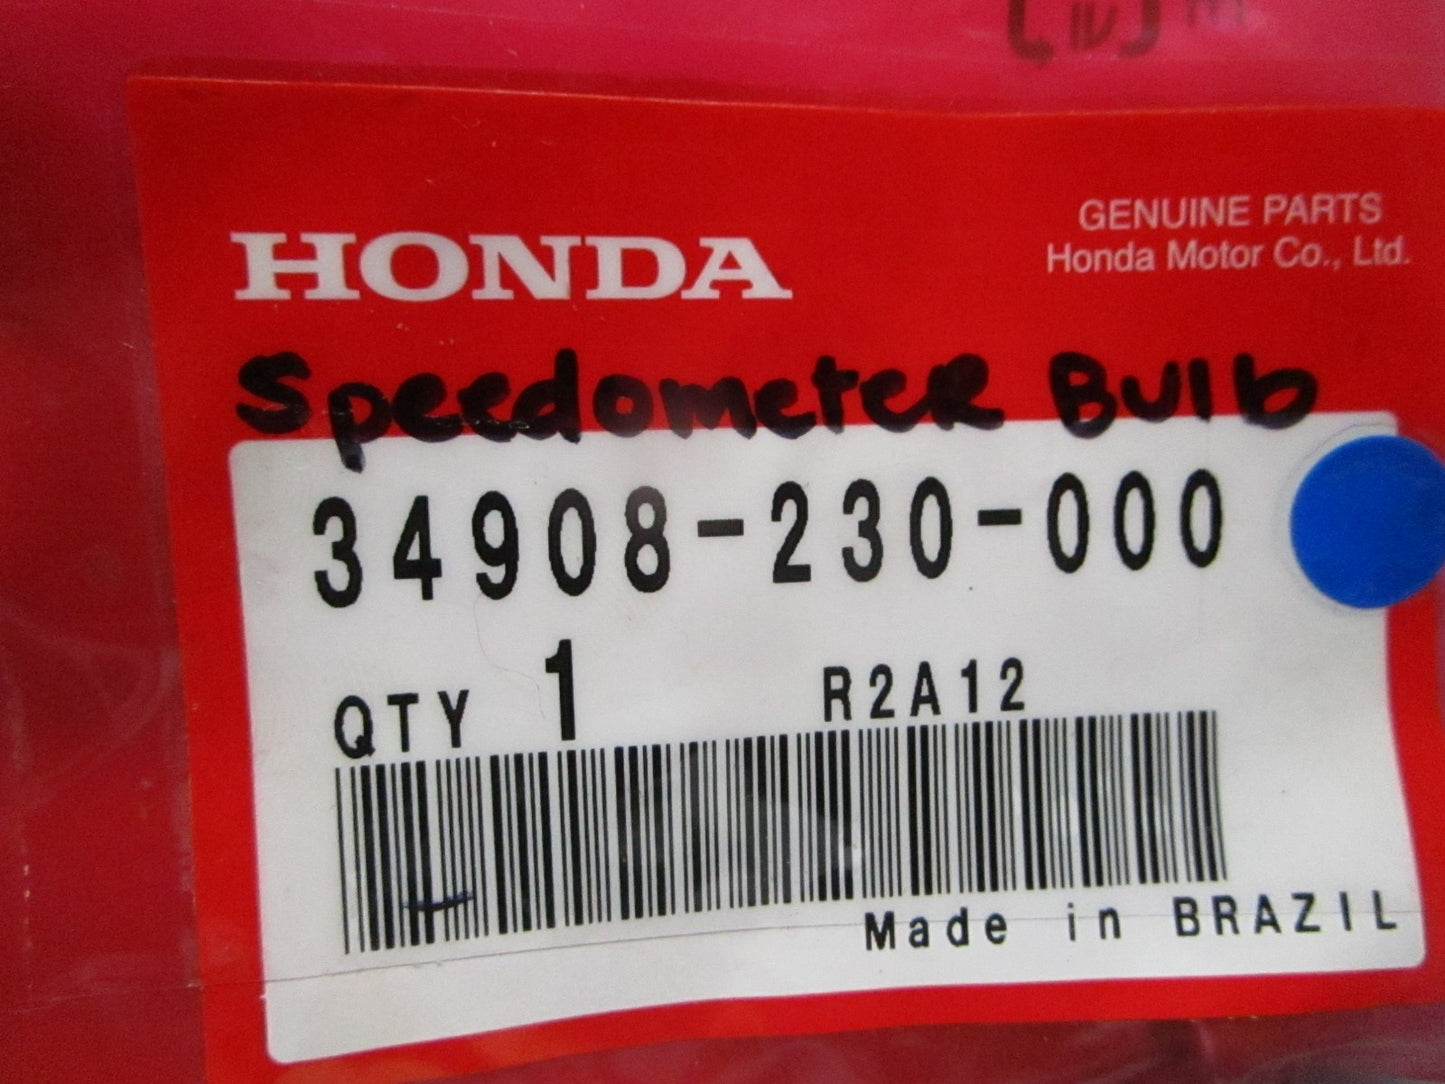 HONDA
GENUINE PARTS
Honda Motor Co., Ltd.
Speedometer Bulb
34908-230-000
QTY 1 R2A12
Made in BRAZIL